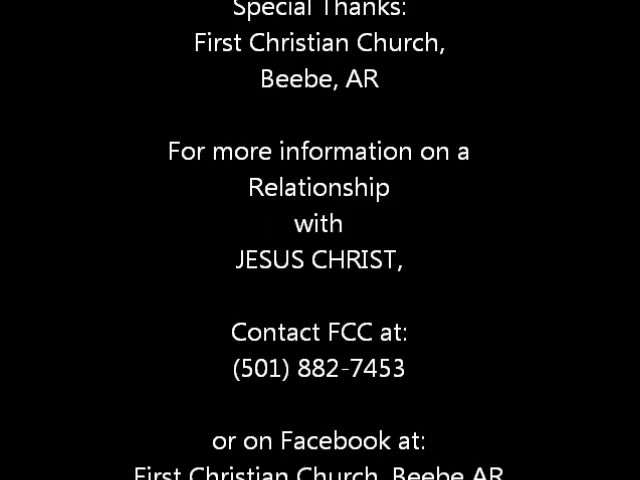 Special Thanks:
First Christian Church,
Beebe, AR
For more information on a
Relationship
with
JESUS CHRIST,
Contact FCC at:
(501) 882-7453
or on Facebook at:
First Christian Church, Beebe AR